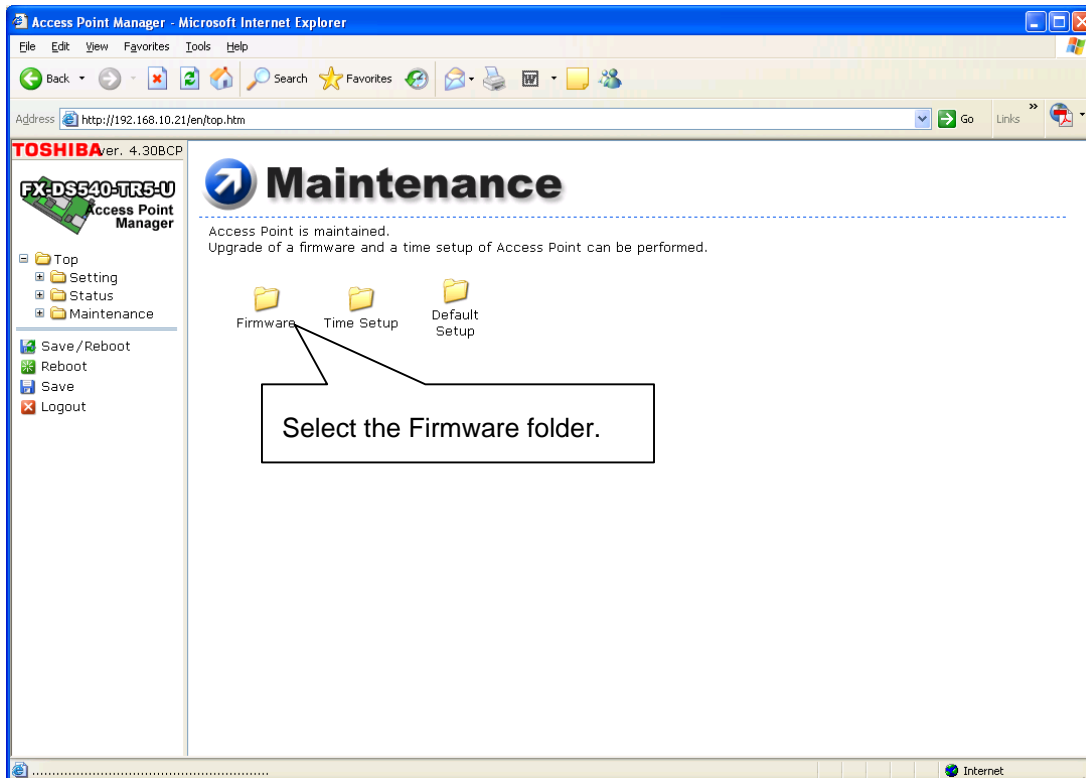 Access Point Manager - Microsoft Internet Explorer
File Edit View Favorites Tools Help
Back Search Favorites
Address http://192.168.10.21/en/top.htm Go Links »
TOSHIBA ver. 4.30BCP
FX-DS540-TR5-U
Access Point
Manager
Top
Setting
Status
Maintenance
Save/Reboot
Reboot
Save
Logout
Maintenance
Access Point is maintained.
Upgrade of a firmware and a time setup of Access Point can be performed.
Firmware
Time Setup
Default
Setup
Select the Firmware folder.
Internet